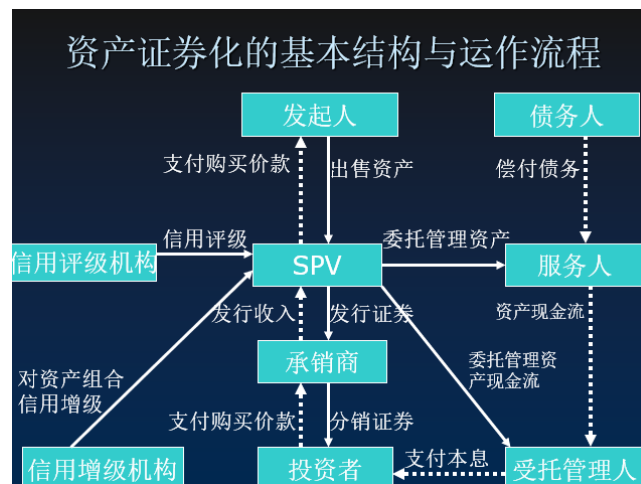 资产证券化的基本结构与运作流程
发起人
债务人
支付购买价款
出售资产
偿付债务
信用评级
委托管理资产
信用评级机构
SPV
服务人
发行收入
发行证券
资产现金流
承销商
对资产组合
信用增级
委托管理资
产现金流
支付购买价款
分销证券
支付本息
信用增级机构
投资者
受托管理人